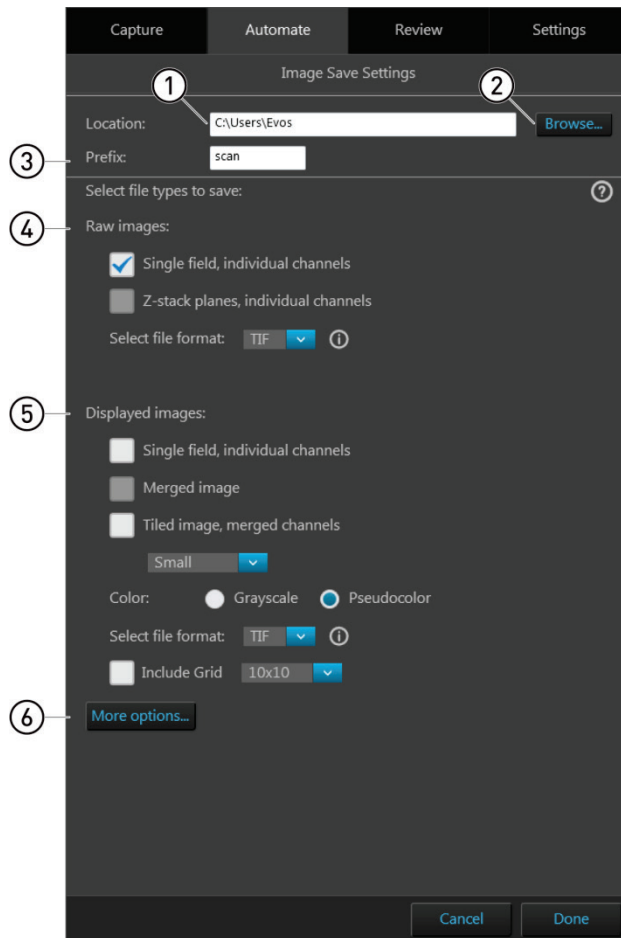 Capture Automate Review Settings
Image Save Settings
1 2
Location: C:\Users\Evos Browse...
3 Prefix: scan
Select file types to save: ?
4 Raw images:
Single field, individual channels
Z-stack planes, individual channels
Select file format: TIF i
5 Displayed images:
Single field, individual channels
Merged image
Tiled image, merged channels
Small
Color: Grayscale Pseudocolor
Select file format: TIF i
Include Grid 10x10
6 More options...
Cancel Done